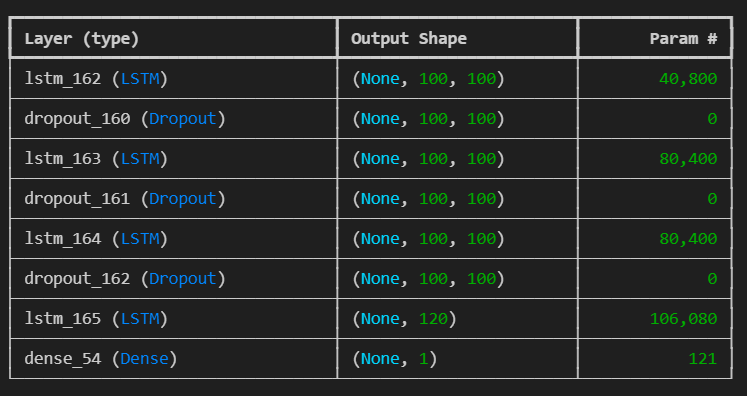 Layer (type) Output Shape Param #
lstm_162 (LSTM) (None, 100, 100) 40,800
dropout_160 (Dropout) (None, 100, 100) 0
lstm_163 (LSTM) (None, 100, 100) 80,400
dropout_161 (Dropout) (None, 100, 100) 0
lstm_164 (LSTM) (None, 100, 100) 80,400
dropout_162 (Dropout) (None, 100, 100) 0
lstm_165 (LSTM) (None, 120) 106,080
dense_54 (Dense) (None, 1) 121